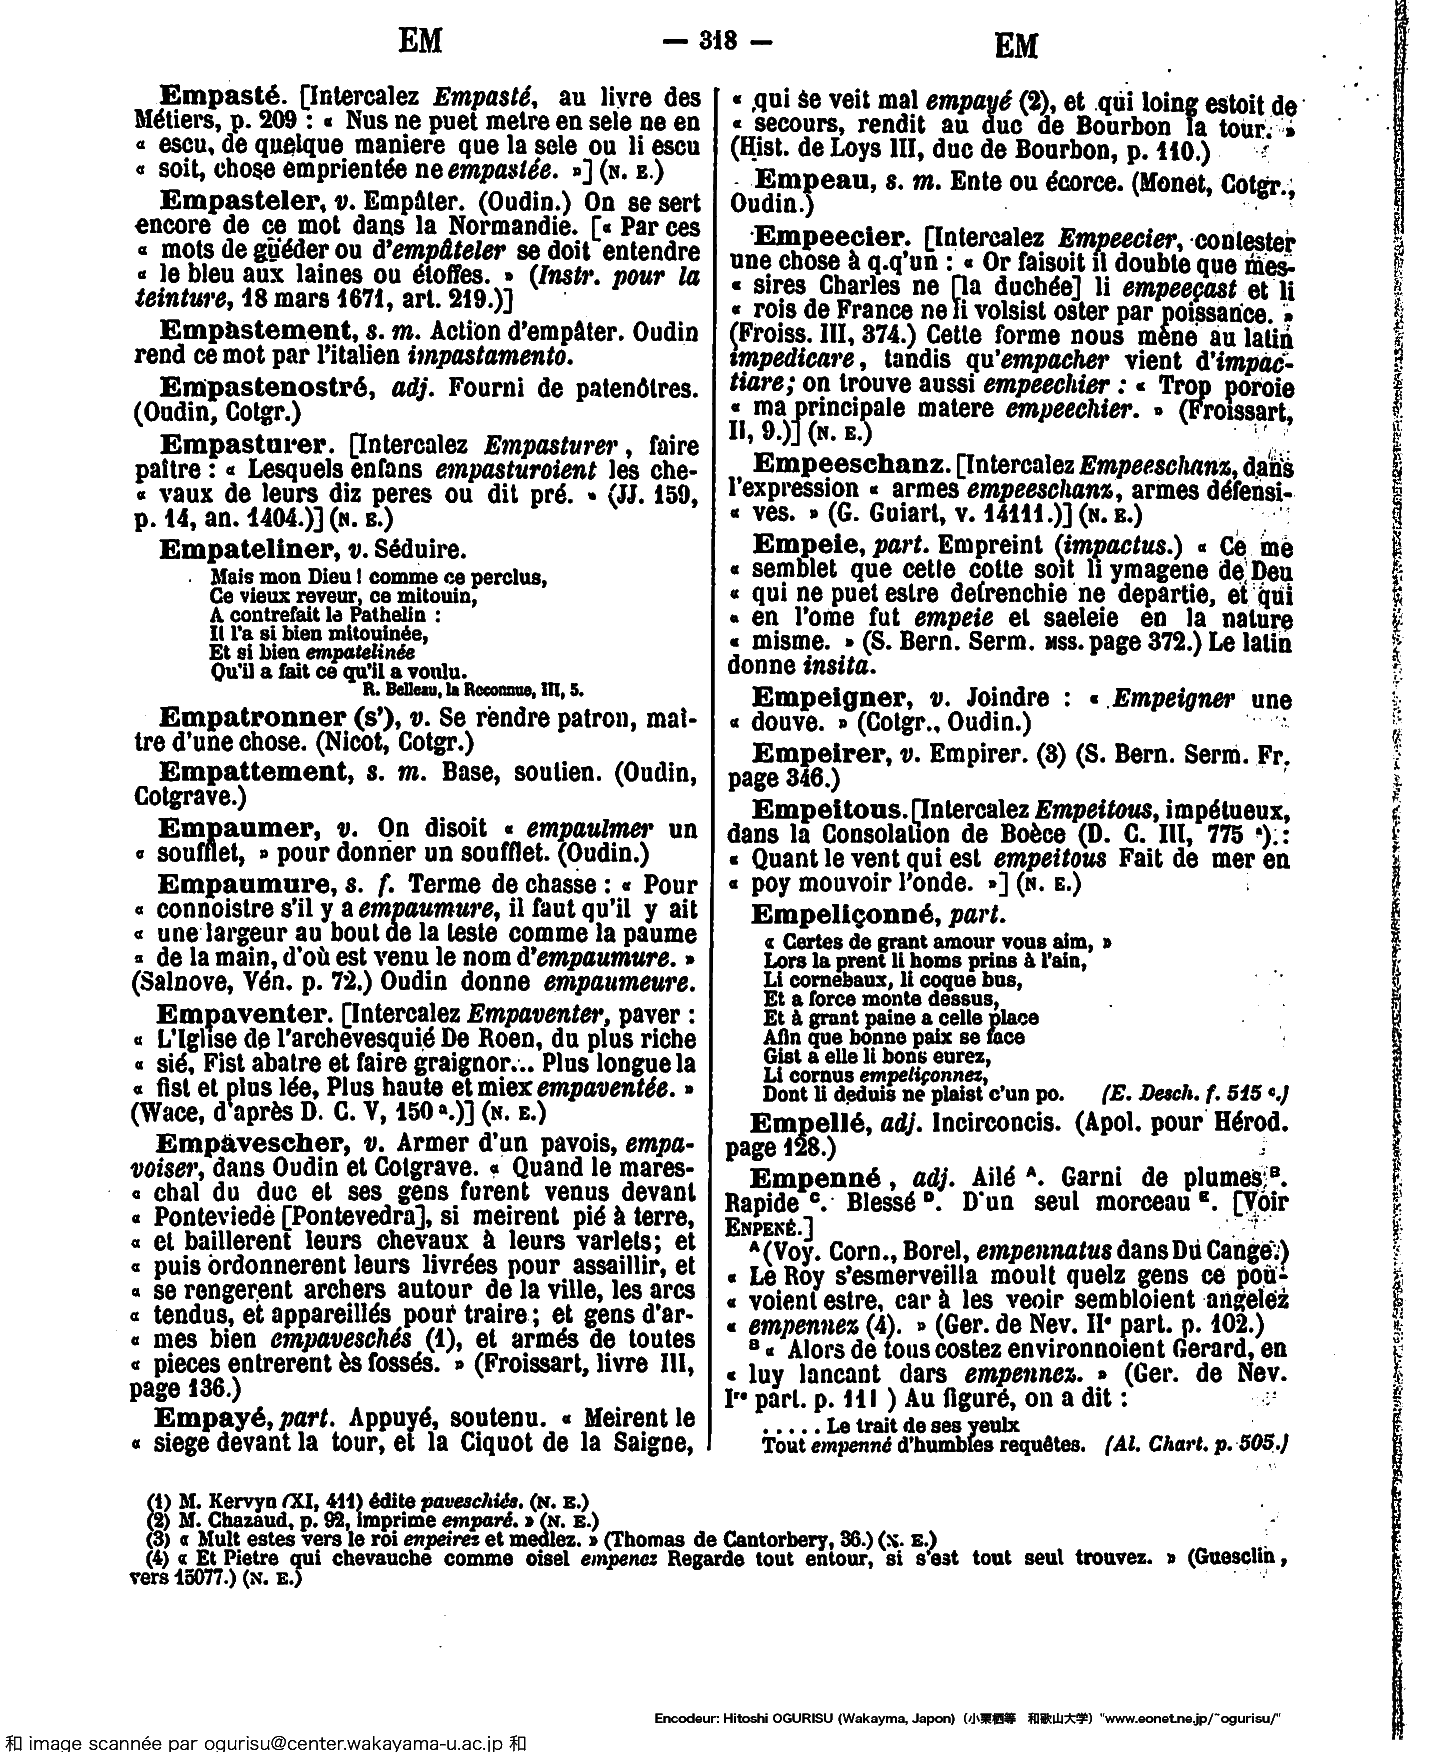 EM
— 318 —
EM
Empasté. [Intercalez Empasté, au livre des
Métiers, p. 209 : « Nus ne puet metre en sele ne en
« escu, de quelque maniere que la sele ou li escu
« soit, chose emprientée ne empastée. »] (N. E.)
Empasteler, v. Empâter. (Oudin.) On se sert
encore de ce mot dans la Normandie. [« Par ces
« mots de guéder ou d'empâteler se doit entendre
« le bleu aux laines ou étoffes. » (Instr. pour la
teinture, 18 mars 1671, art. 219.)]
Empastement, s. m. Action d'empâter. Oudin
rend ce mot par l'italien impastamento.
Empastenostré, adj. Fourni de patenôtres.
(Oudin, Cotgr.)
Empasturer. [Intercalez Empasturer, faire
paître : « Lesquels enfans empasturoient les che-
« vaux de leurs diz peres ou dit pré. » (JJ. 159,
p. 14, an. 1404.)] (N. E.)
Empateliner, v. Séduire.
Mais mon Dieu ! comme ce perclus,
Ce vieux reveur, ce mitouin,
A contrefait le Pathelin :
Il l'a si bien mitouinée,
Et si bien empatelinée
Qu'il a fait ce qu'il a voulu.
R. Belleau, la Reconnue, III, 5.
Empatronner (s'), v. Se rendre patron, maî-
tre d'une chose. (Nicot, Cotgr.)
Empattement, s. m. Base, soutien. (Oudin,
Cotgrave.)
Empaumer, v. On disoit « empaulmer un
« soufflet, » pour donner un soufflet. (Oudin.)
Empaumure, s. f. Terme de chasse : « Pour
« connoistre s'il y a empaumure, il faut qu'il y ait
« une largeur au bout de la teste comme la paume
« de la main, d'où est venu le nom d'empaumure. »
(Salnove, Vén. p. 72.) Oudin donne empaumeure.
Empaventer. [Intercalez Empaventer, paver :
« L'Iglise de l'archevesquié De Roen, du plus riche
« sié, Fist abatre et faire graignor... Plus longue la
« fist et plus lée, Plus haute et miex empaventée. »
(Wace, d'après D. C. V, 150 ª.)] (N. E.)
Empavescher, v. Armer d'un pavois, empa-
voiser, dans Oudin et Cotgrave. « Quand le mares-
« chal du duc et ses gens furent venus devant
« Ponteviede [Pontevedra], si meirent pié à terre,
« et baillerent leurs chevaux à leurs varlets; et
« puis ordonnerent leurs livrées pour assaillir, et
« se rengerent archers autour de la ville, les arcs
« tendus, et appareillés pour traire; et gens d'ar-
« mes bien empaveschés (1), et armés de toutes
« pieces entrerent ès fossés. » (Froissart, livre III,
page 136.)
Empayé, part. Appuyé, soutenu. « Meirent le
« siege devant la tour, et la Ciquot de la Saigne,
« qui se veit mal empayé (2), et qui loing estoit de
« secours, rendit au duc de Bourbon la tour. »
(Hist. de Loys III, duc de Bourbon, p. 110.)
Empeau, s. m. Ente ou écorce. (Monet, Cotgr.,
Oudin.)
Empeecier. [Intercalez Empeecier, contester
une chose à q.q'un : « Or faisoit il doubte que mes-
« sires Charles ne [la duchée] li empeeçast et li
« rois de France ne li volsist oster par poissance. »
(Froiss. III, 374.) Cette forme nous mène au latin
impedicare, tandis qu'empacher vient d'impac-
tiare; on trouve aussi empeechier : « Trop poroie
« ma principale matere empeechier. » (Froissart,
II, 9.)] (N. E.)
Empeeschanz. [Intercalez Empeeschanz, dans
l'expression « armes empeeschanz, armes défensi-
« ves. » (G. Guiart, v. 14111.)] (N. E.)
Empeie, part. Empreint (impactus.) « Ce me
« semblet que cette cotte soit li ymagene de Deu
« qui ne puet estre defrenchie ne departie, et qui
« en l'ome fut empeie et saeleie en la nature
« misme. » (S. Bern. Serm. mss. page 372.) Le latin
donne insita.
Empeigner, v. Joindre : « Empeigner une
« douve. » (Cotgr., Oudin.)
Empeirer, v. Empirer. (3) (S. Bern. Serm. Fr.
page 346.)
Empeitous. [Intercalez Empeitous, impétueux,
dans la Consolation de Boèce (D. C. III, 775 ª). :
« Quant le vent qui est empeitous Fait de mer en
« poy mouvoir l'onde. »] (N. E.)
Empeliçonné, part.
« Certes de grant amour vous aim, »
Lors la prent li homs prins à l'ain,
Li cornebaux, li coque bus,
Et a force monte dessus,
Et à grant paine a celle place
Afin que bonne paix se face
Gist a elle li bons eurez,
Li cornus empeliçonnez,
Dont li deduis ne plaist c'un po. (E. Desch. f. 515 ᶜ.)
Empellé, adj. Incirconcis. (Apol. pour Hérod.
page 128.)
Empenné, adj. Ailé ᴬ. Garni de plumes ᴮ.
Rapide ᶜ. Blessé ᴰ. D'un seul morceau ᴱ. [Voir
ENPENÉ.]
ᴬ (Voy. Corn., Borel, empennatus dans Du Cange.)
« Le Roy s'esmerveilla moult quelz gens ce pou-
« voient estre, car à les veoir sembloient angelez
« empennez (4). » (Ger. de Nev. IIᵉ part. p. 102.)
ᴮ « Alors de tous costez environnoient Gerard, en
« luy lancant dars empennez. » (Ger. de Nev.
Iʳᵉ part. p. 111 ) Au figuré, on a dit :
. . . . . Le trait de ses yeulx
Tout empenné d'humbles requêtes. (Al. Chart. p. 505.)
(1) M. Kervyn (XI, 411) édite paveschiés. (N. E.)
(2) M. Chazaud, p. 92, imprime emparé. » (N. E.)
(3) « Mult estes vers le roi enpeirez et medlez. » (Thomas de Cantorbery, 36.) (N. E.)
(4) « Et Pietre qui chevauche comme oisel empenez Regarde tout entour, si s'est tout seul trouvez. » (Guesclin,
vers 15077.) (N. E.)
Encodeur: Hitoshi OGURISU (Wakayma, Japon) (小栗栖等 和歌山大学) "www.eonet.ne.jp/~ogurisu/"
和 image scannée par ogurisu@center.wakayama-u.ac.jp 和